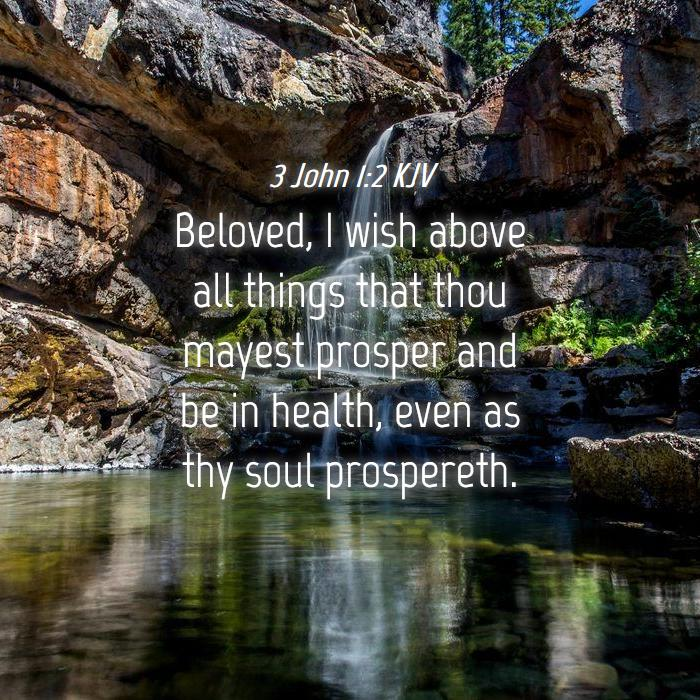 3 John 1:2 KJV
Beloved, I wish above
all things that thou
mayest prosper and
be in health, even as
thy soul prospereth.